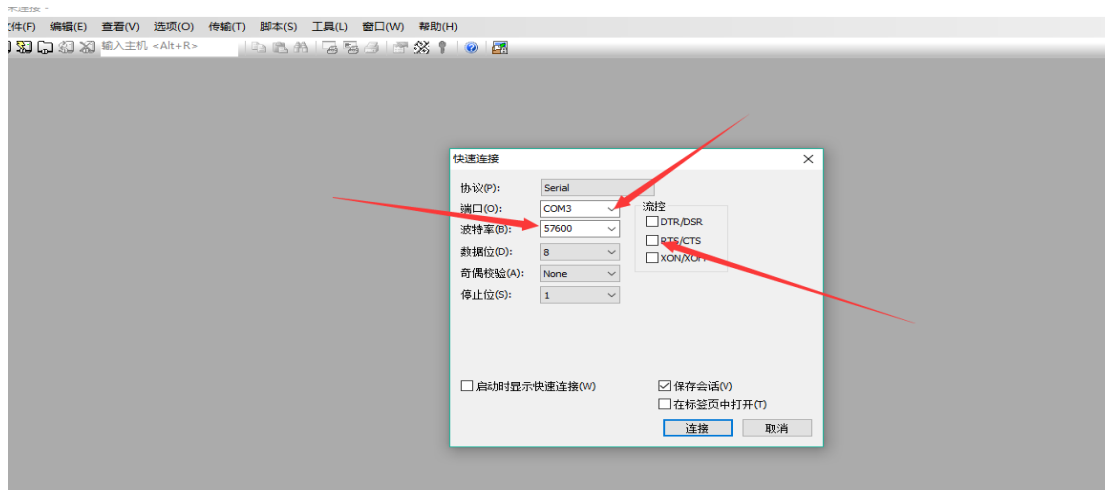 件(F) 编辑(E) 查看(V) 选项(O) 传输(T) 脚本(S) 工具(L) 窗口(W) 帮助(H)
输入主机 <Alt+R>
快速连接
协议(P): Serial
端口(O): COM3
流控
DTR/DSR
波特率(B): 57600
RTS/CTS
数据位(D): 8
奇偶校验(A): None
停止位(S): 1
启动时显示快速连接(W)
保存会话(V)
在标签页中打开(T)
连接 取消